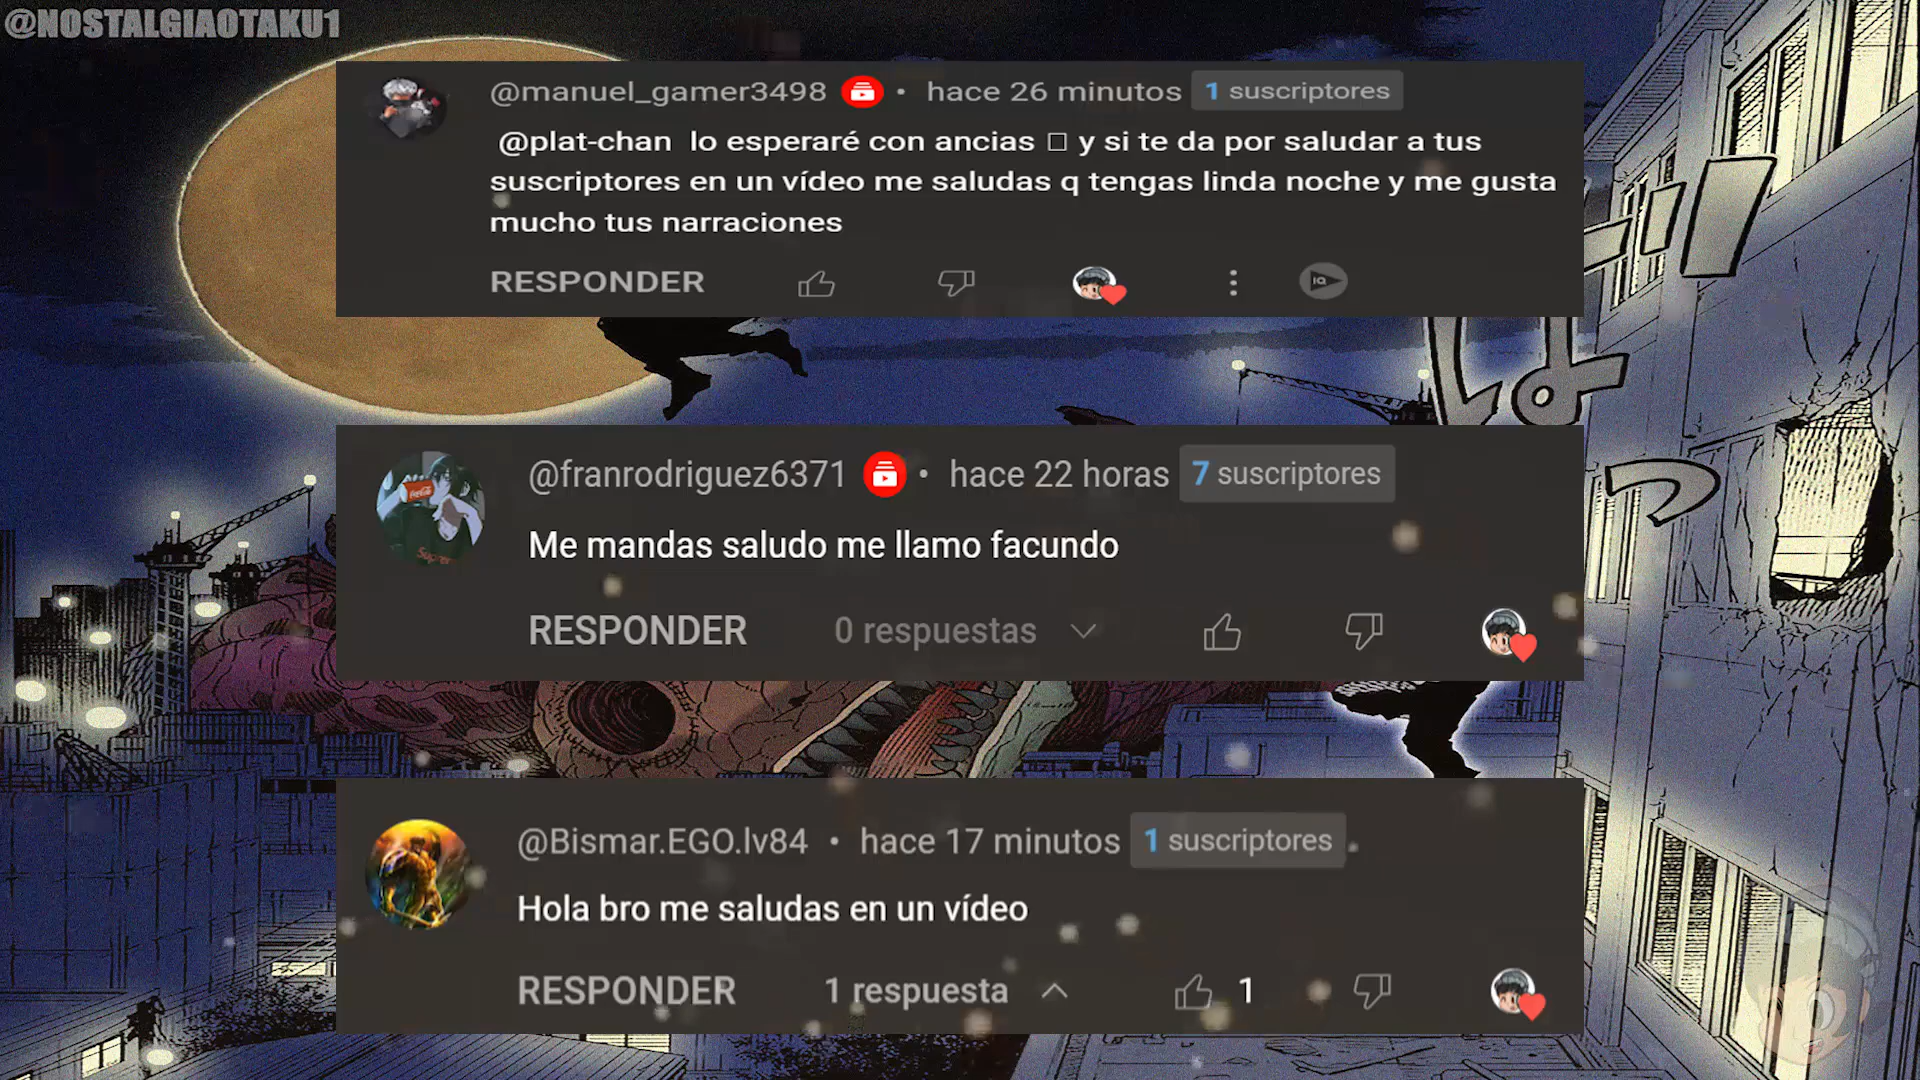 @NOSTALGIAOTAKU1
@manuel_gamer3498 • hace 26 minutos 1 suscriptores
@plat-chan lo esperaré con ancias □ y si te da por saludar a tus
suscriptores en un vídeo me saludas q tengas linda noche y me gusta
mucho tus narraciones
RESPONDER
@franrodriguez6371 • hace 22 horas 7 suscriptores
Me mandas saludo me llamo facundo
RESPONDER 0 respuestas
@Bismar.EGO.lv84 • hace 17 minutos 1 suscriptores
Hola bro me saludas en un vídeo
RESPONDER 1 respuesta 1